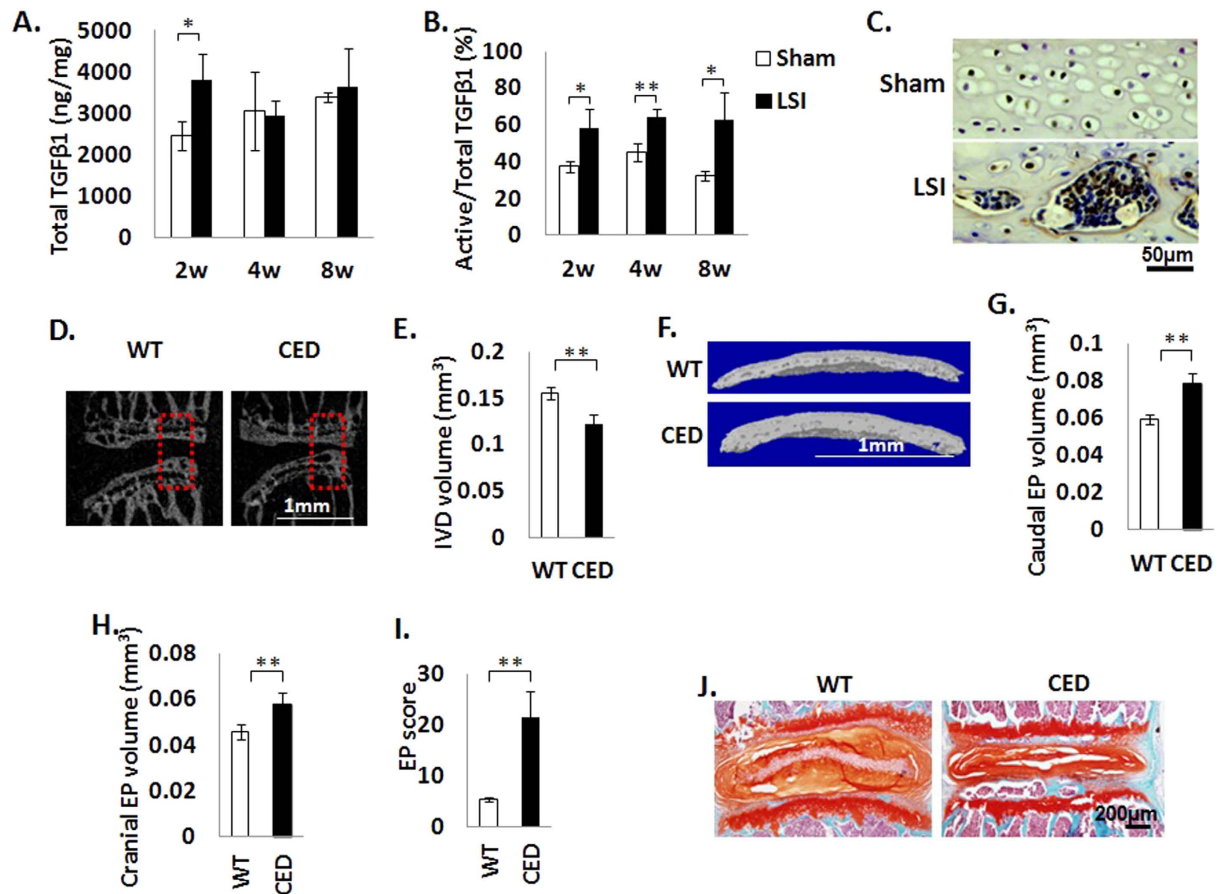 A.
Total TGFβ1 (ng/mg)
5000
4000
3000
2000
1000
0
*
2w 4w 8w
B.
Active/Total TGFβ1 (%)
100
80
60
40
20
0
* ** *
Sham
LSI
2w 4w 8w
C.
Sham
LSI
50μm
D.
WT CED
1mm
E.
IVD volume (mm³)
0.2
0.15
0.1
0.05
0
**
WT CED
F.
WT
CED
1mm
G.
Caudal EP volume (mm³)
0.1
0.08
0.06
0.04
0.02
0
**
WT CED
H.
Cranial EP volume (mm³)
0.08
0.06
0.04
0.02
0
**
WT
CED
I.
EP score
30
20
10
0
**
WT
CED
J.
WT CED
200μm